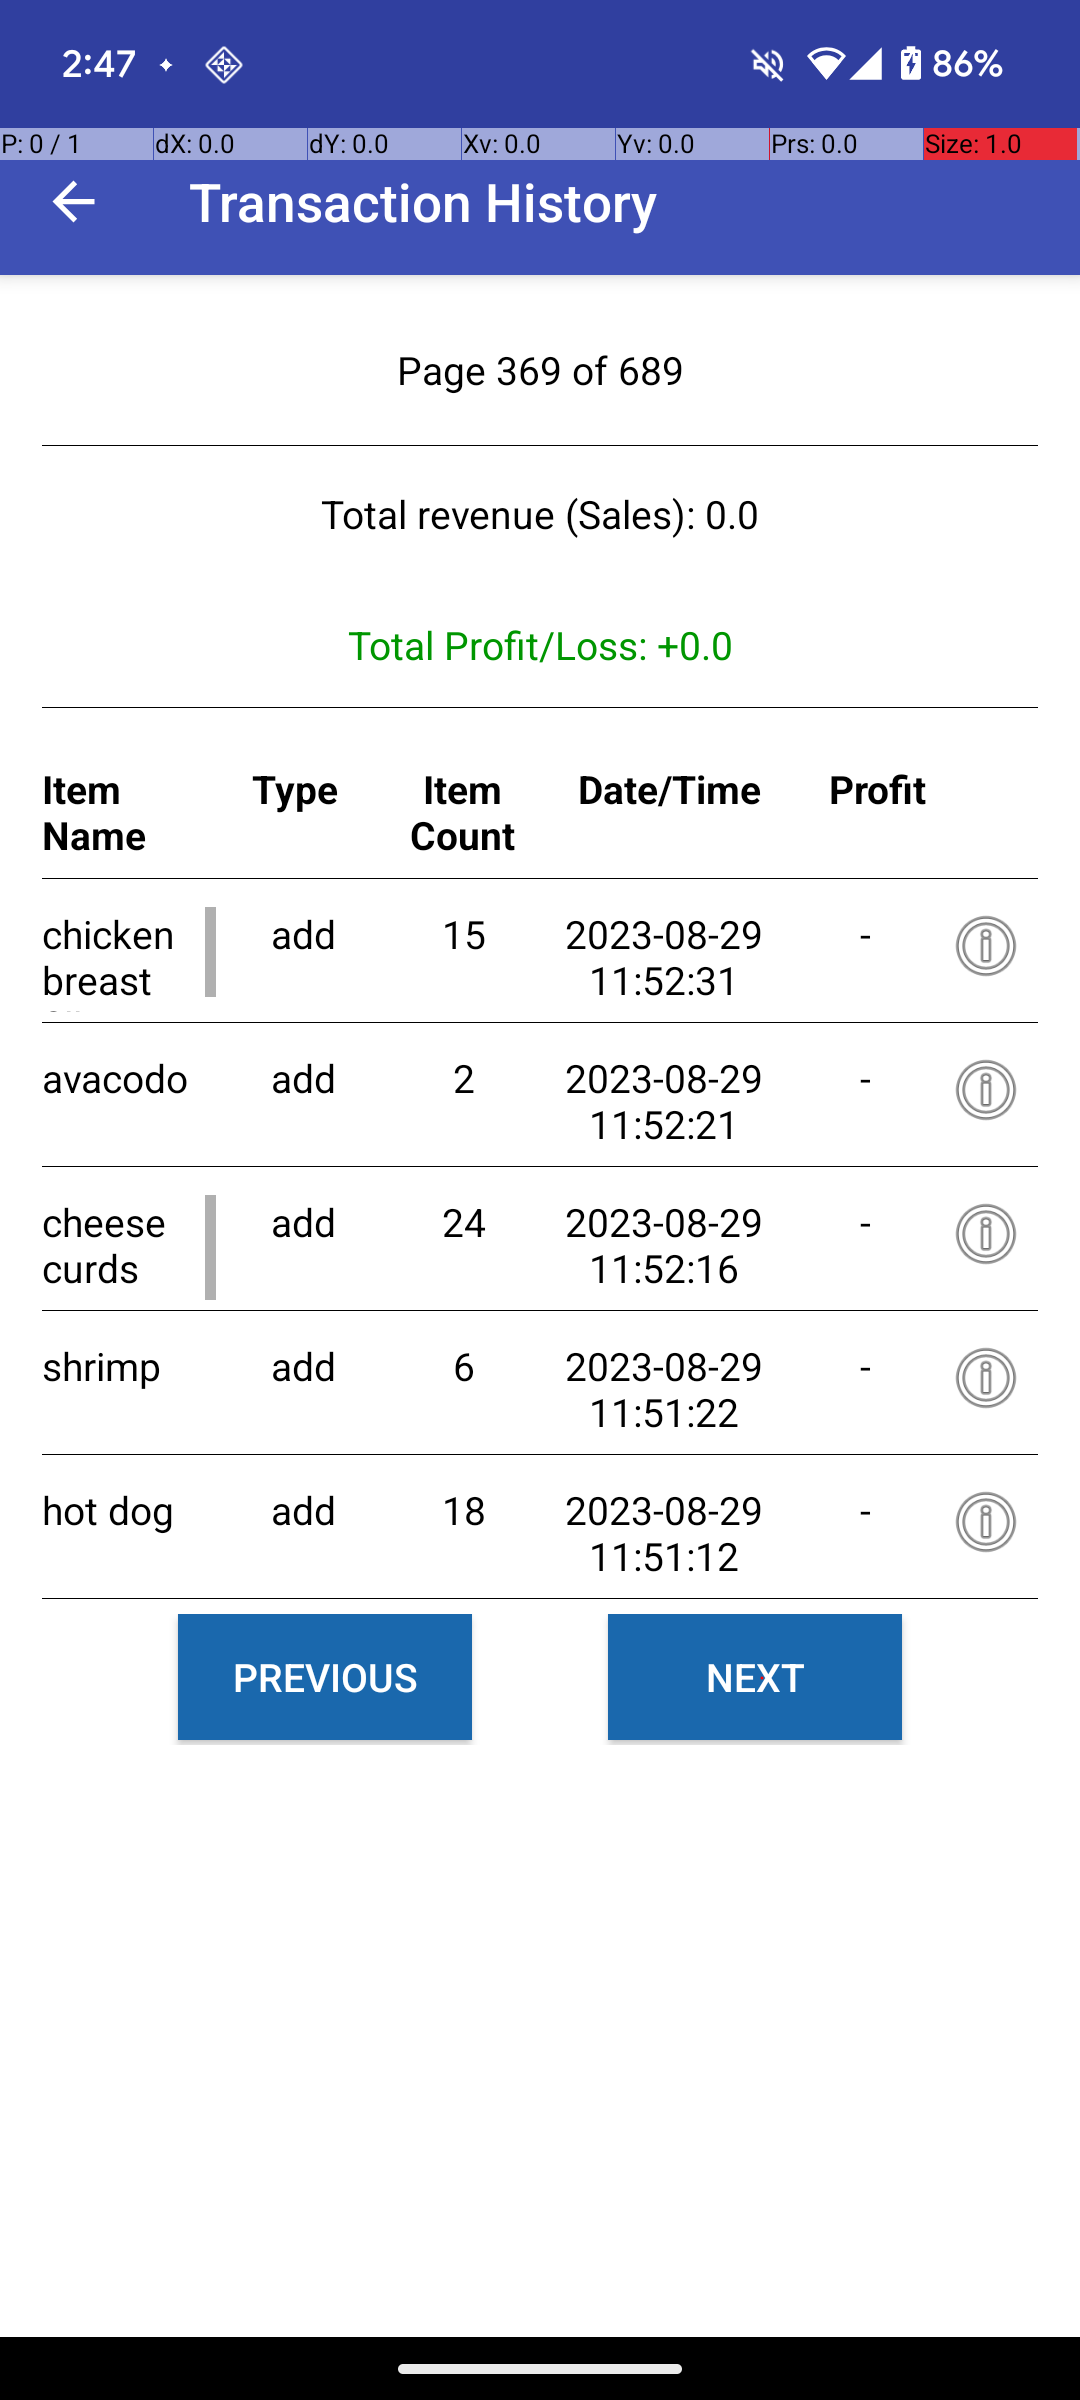 2:47
86%
P: 0 / 1 dX: 0.0 dY: 0.0 Xv: 0.0 Yv: 0.0 Prs: 0.0 Size: 1.0
Transaction History
Page 369 of 689
Total revenue (Sales): 0.0
Total Profit/Loss: +0.0
Item Name Type Item Count Date/Time Profit
chicken breast add 15 2023-08-29 11:52:31 -
avacodo add 2 2023-08-29 11:52:21 -
cheese curds add 24 2023-08-29 11:52:16 -
shrimp add 6 2023-08-29 11:51:22 -
hot dog add 18 2023-08-29 11:51:12 -
PREVIOUS NEXT